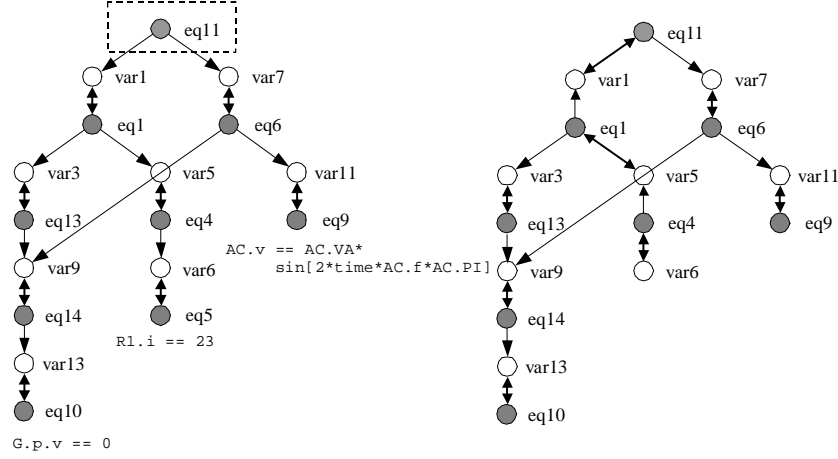 eq11 eq11
var1 var7 var1 var7
eq1 eq6 eq1 eq6
var3 var5 var11 var3 var5 var11
eq13 eq4 eq9 eq13 eq4 eq9
AC.v == AC.VA*
var9 var6 sin[2*time*AC.f*AC.PI] var9 var6
eq14 eq5 eq14
R1.i == 23
var13 var13
eq10 eq10
G.p.v == 0